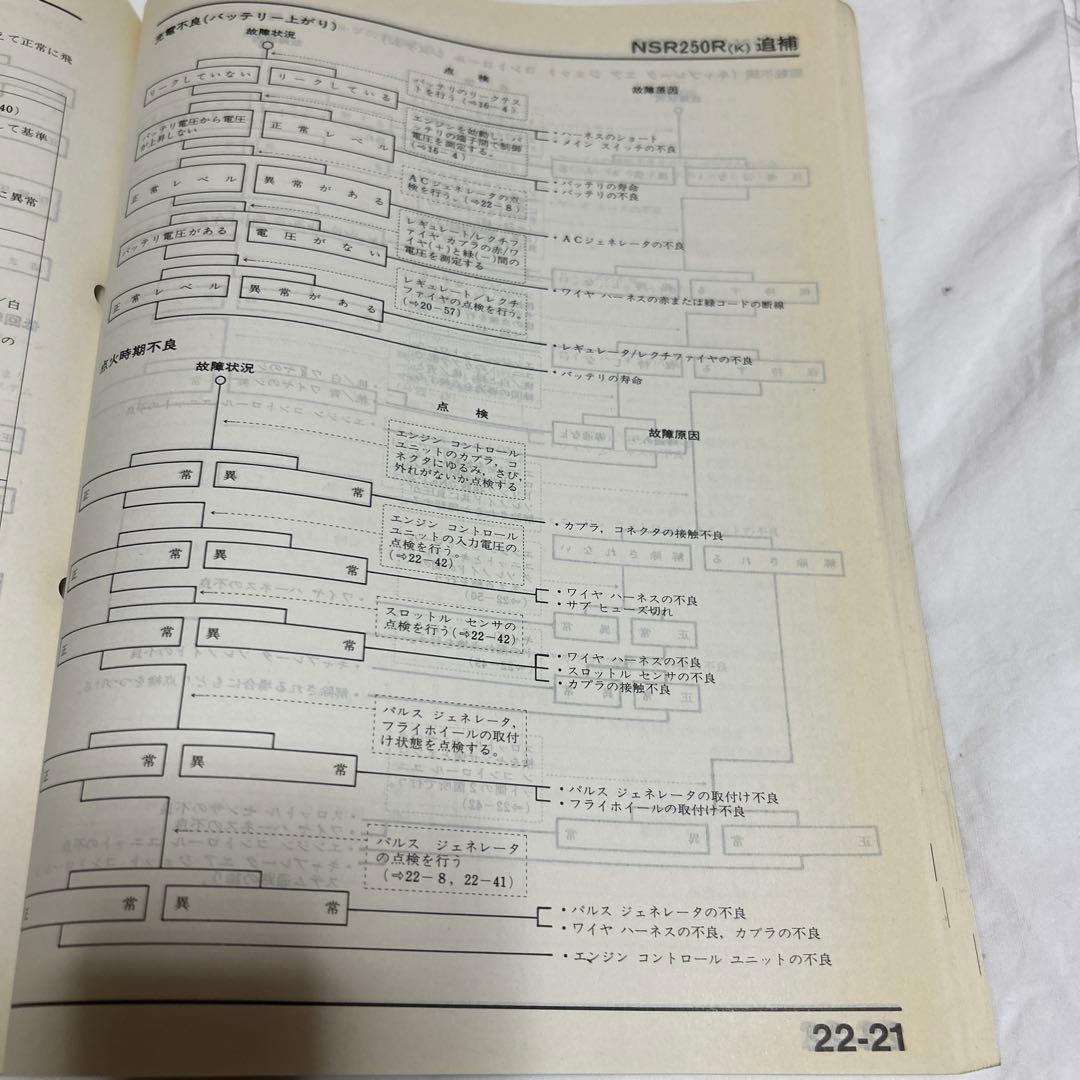 えて正常に飛
40)
して基準
に異常
／白
の
充電不良(バッテリー上がり)
NSR250R(K) 追補
故障状況
点検
故障原因
リークしていない
リークしている
バッテリのリークテス
トを行う(⇨16－4)
・ハーネスのショート
・メイン スイッチの不良
バッテリ電圧から電圧
が上昇しない
正常レベル
エンジンを始動し，バ
ッテリの端子間で制御
電圧を測定する。
(⇨16－4)
・バッテリの寿命
・バッテリの不良
正常レベル
異常がある
ACジェネレータの点
検を行う。(⇨22－8)
・ACジェネレータの不良
バッテリ電圧がある
電圧がない
レギュレート/レクチフ
ァイヤ カプラの赤/ワ
イヤ(+)と緑(−)間の
電圧を測定する
・ワイヤ ハーネスの赤または緑コードの断線
正常レベル
異常がある
レギュレート/レクチ
ファイヤの点検を行う。
(⇨20－57)
・レギュレータ/レクチファイヤの不良
・バッテリの寿命
点火時期不良
故障状況
点検
故障原因
正常
異常
エンジン コントロール
ユニットのカプラ，コ
ネクタにゆるみ，さび，
外れがないか点検する
・カプラ，コネクタの接触不良
正常
異常
エンジン コントロール
ユニットの入力電圧の
点検を行う。
(⇨22－42)
・ワイヤ ハーネスの不良
・サブ ヒューズ切れ
正常
異常
スロットル センサの
点検を行う(⇨22－42)
・ワイヤ ハーネスの不良
・スロットル センサの不良
・カプラの接触不良
正常
異常
パルス ジェネレータ，
フライホイールの取付
け状態を点検する。
・パルス ジェネレータの取付け不良
・フライホイールの取付け不良
正常
異常
パルス ジェネレータ
の点検を行う
(⇨22－8，22－41)
・パルス ジェネレータの不良
・ワイヤ ハーネスの不良，カプラの不良
・エンジン コントロール ユニットの不良
22-21